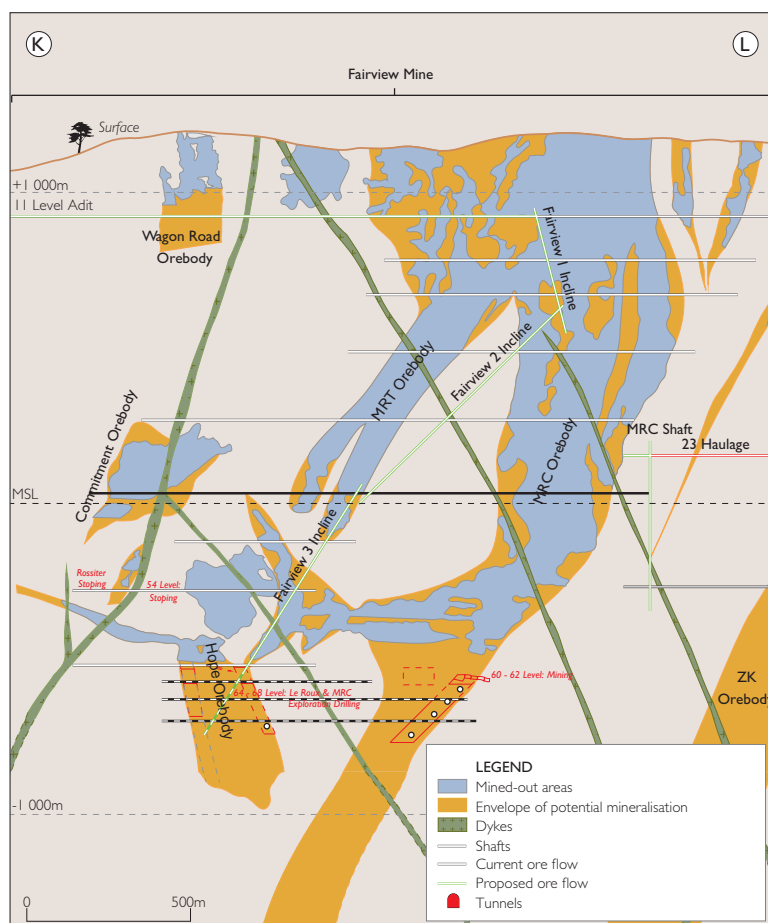 K
L
Fairview Mine
Surface
+1 000m
11 Level Adit
Wagon Road
Orebody
Fairview 1 Incline
Fairview 2 Incline
MRT Orebody
Commitment Orebody
MRC Orebody
MRC Shaft
23 Haulage
MSL
Fairview 3 Incline
Rossiter
Stoping
54 Level:
Stoping
Hope Orebody
60 - 62 Level: Mining
64 - 68 Level: Le Roux & MRC
Exploration Drilling
ZK
Orebody
-1 000m
LEGEND
Mined-out areas
Envelope of potential mineralisation
Dykes
Shafts
Current ore flow
Proposed ore flow
Tunnels
0
500m